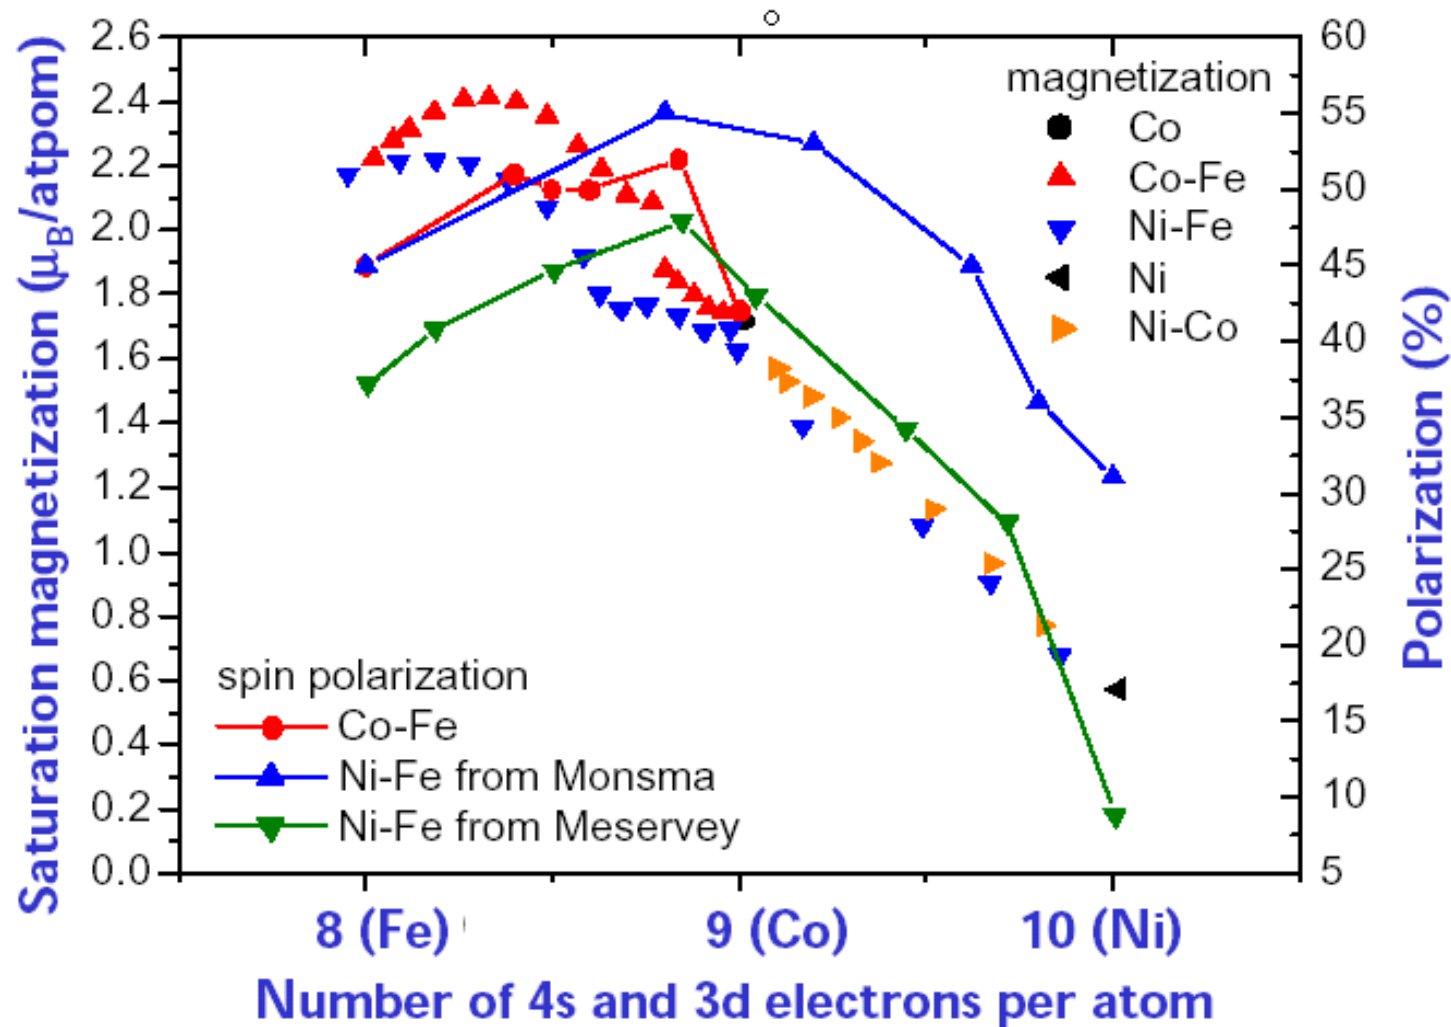 Saturation magnetization (μB/atpom)
2.6
2.4
2.2
2.0
1.8
1.6
1.4
1.2
1.0
0.8
0.6
0.4
0.2
0.0
magnetization
Co
Co-Fe
Ni-Fe
Ni
Ni-Co
spin polarization
Co-Fe
Ni-Fe from Monsma
Ni-Fe from Meservey
60
55
50
45
40
35
30
25
20
15
10
5
Polarization (%)
8 (Fe)
9 (Co)
10 (Ni)
Number of 4s and 3d electrons per atom